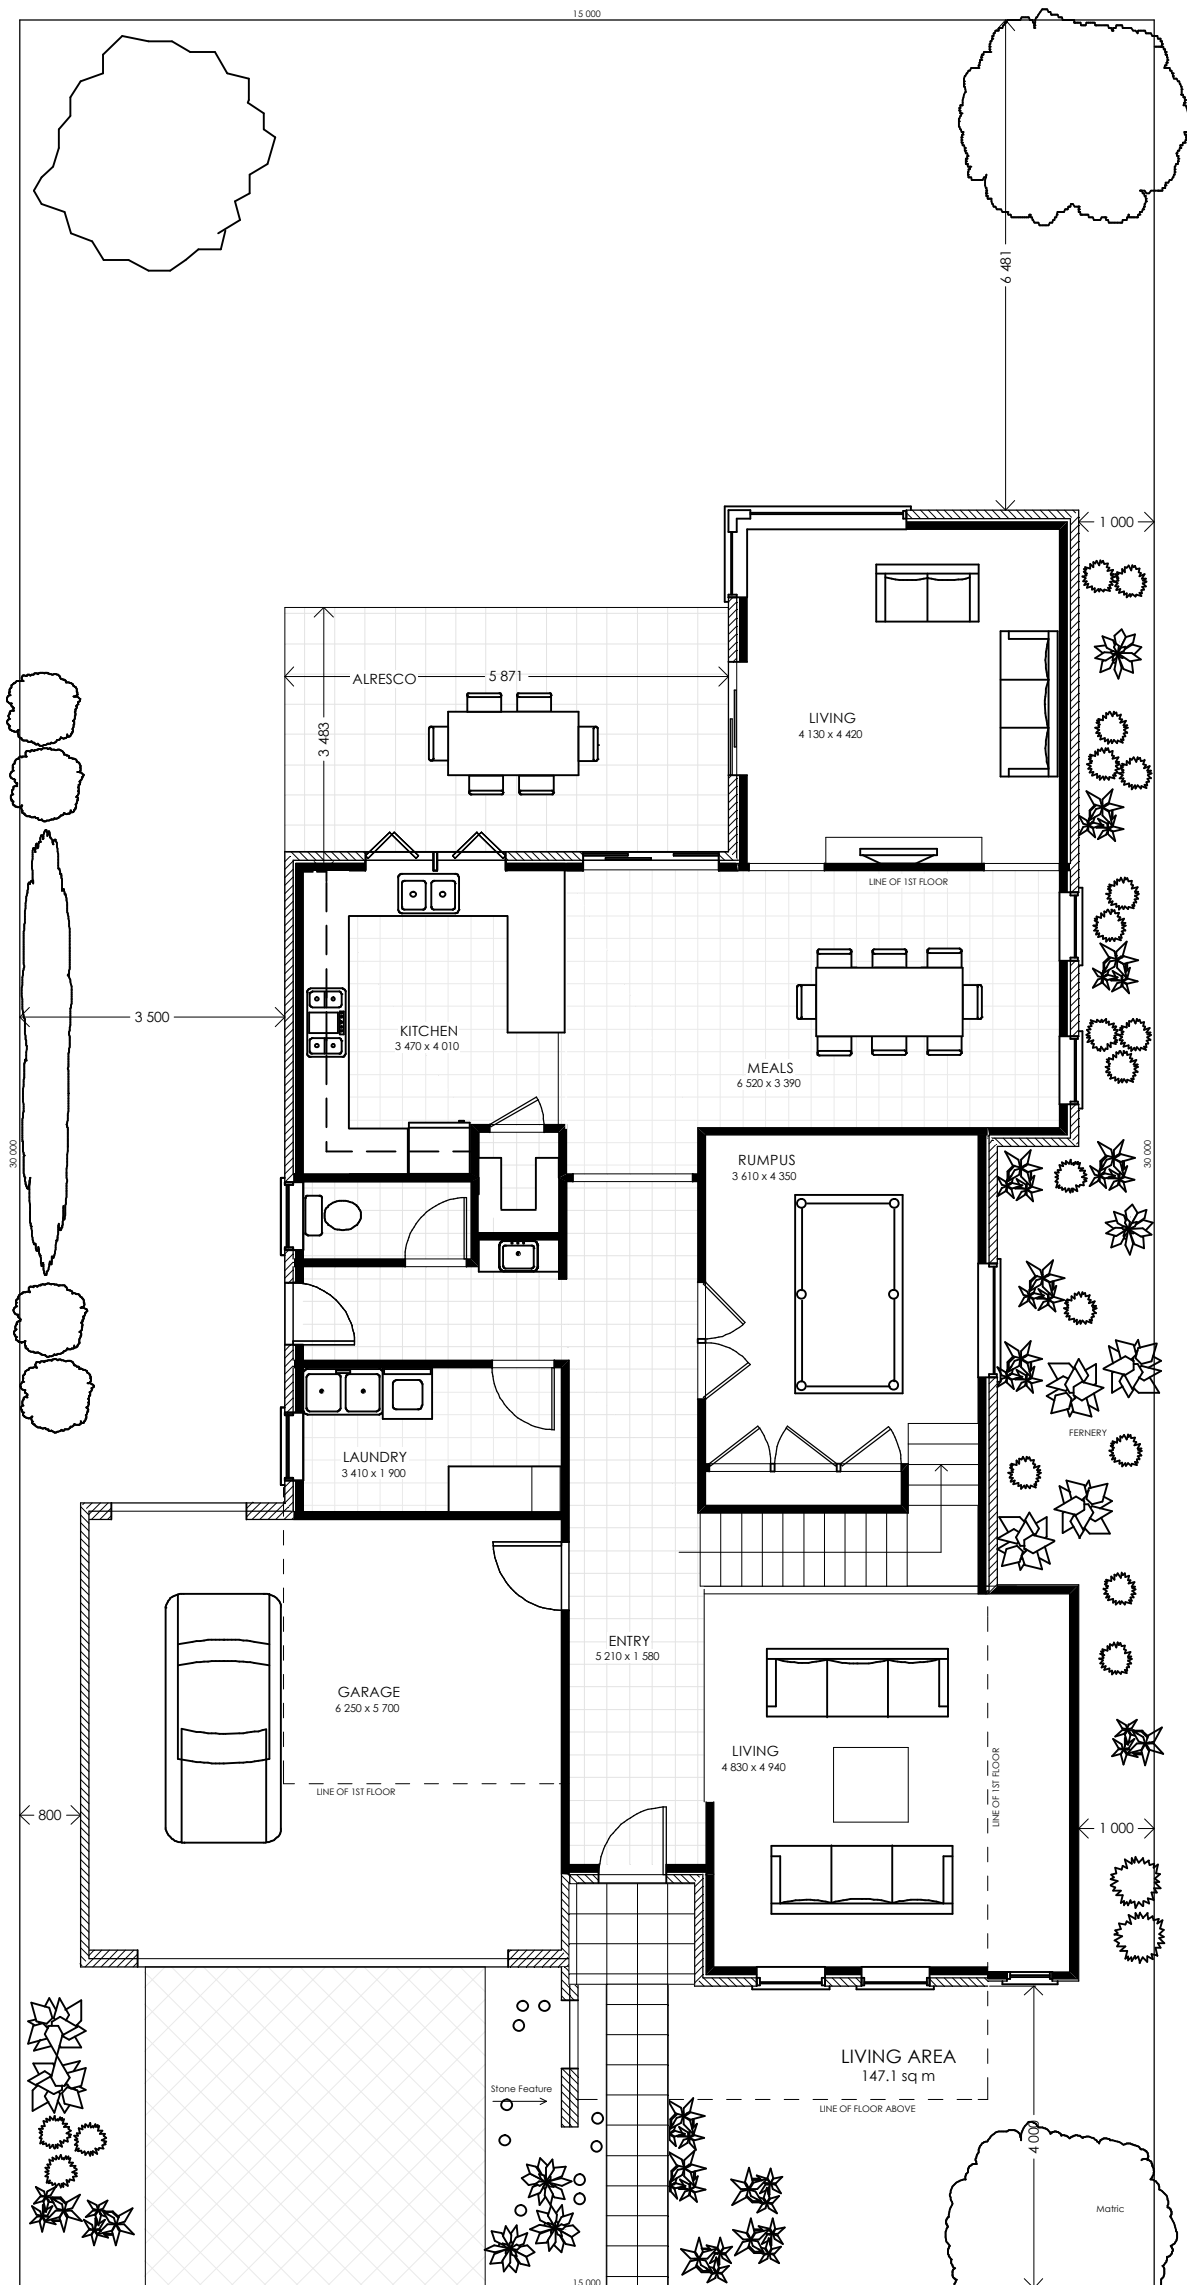 15 000
6 481
1 000
ALRESCO
5 871
3 483
LIVING
4 130 x 4 420
LINE OF 1ST FLOOR
3 500
KITCHEN
3 470 x 4 010
MEALS
6 520 x 3 390
30 000
30 000
RUMPUS
3 610 x 4 350
FERNERY
LAUNDRY
3 410 x 1 900
ENTRY
5 210 x 1 580
GARAGE
6 250 x 5 700
LIVING
4 830 x 4 940
LINE OF 1ST FLOOR
LINE OF 1ST FLOOR
800
1 000
LIVING AREA
147.1 sq m
Stone Feature
LINE OF FLOOR ABOVE
4 000
Matric
15 000